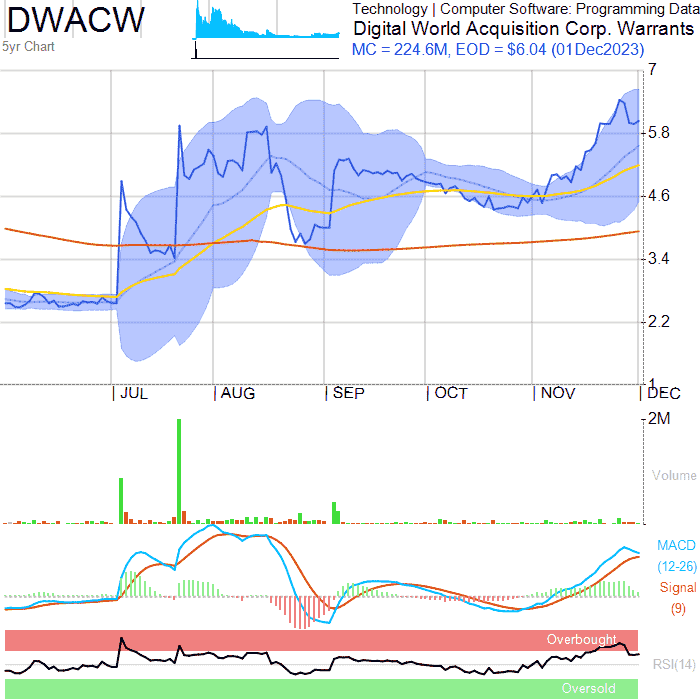 DWACW
5yr Chart
Technology | Computer Software: Programming Data
Digital World Acquisition Corp. Warrants
MC = 224.6M, EOD = $6.04 (01Dec2023)
7
5.8
4.6
3.4
2.2
1
JUL AUG SEP OCT NOV DEC
2M
Volume
MACD
(12-26)
Signal
(9)
Overbought
RSI(14)
Oversold